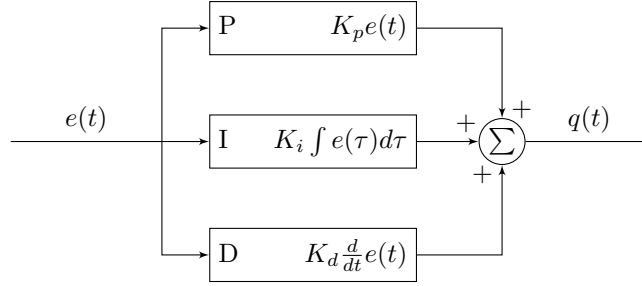 P K_p e(t)
e(t)
I K_i ∫ e(τ)dτ
D K_d d/dt e(t)
+
+
+
∑
q(t)